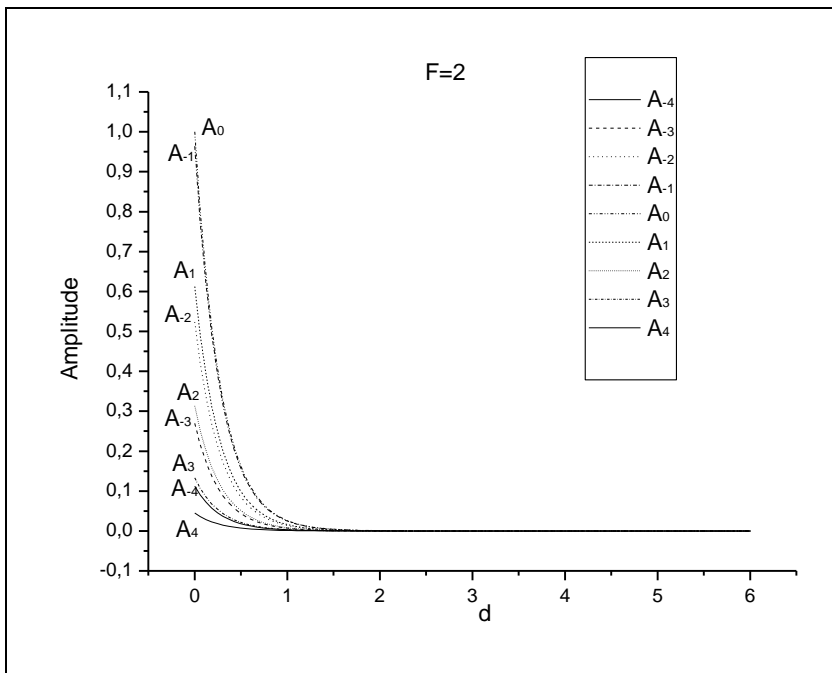 F=2
1,1
1,0
0,9
0,8
0,7
0,6
0,5
0,4
0,3
0,2
0,1
0,0
-0,1
Amplitude
A0
A-1
A1
A-2
A2
A-3
A3
A-4
A4
0 1 2 3 4 5 6
d
A-4
A-3
A-2
A-1
A0
A1
A2
A3
A4